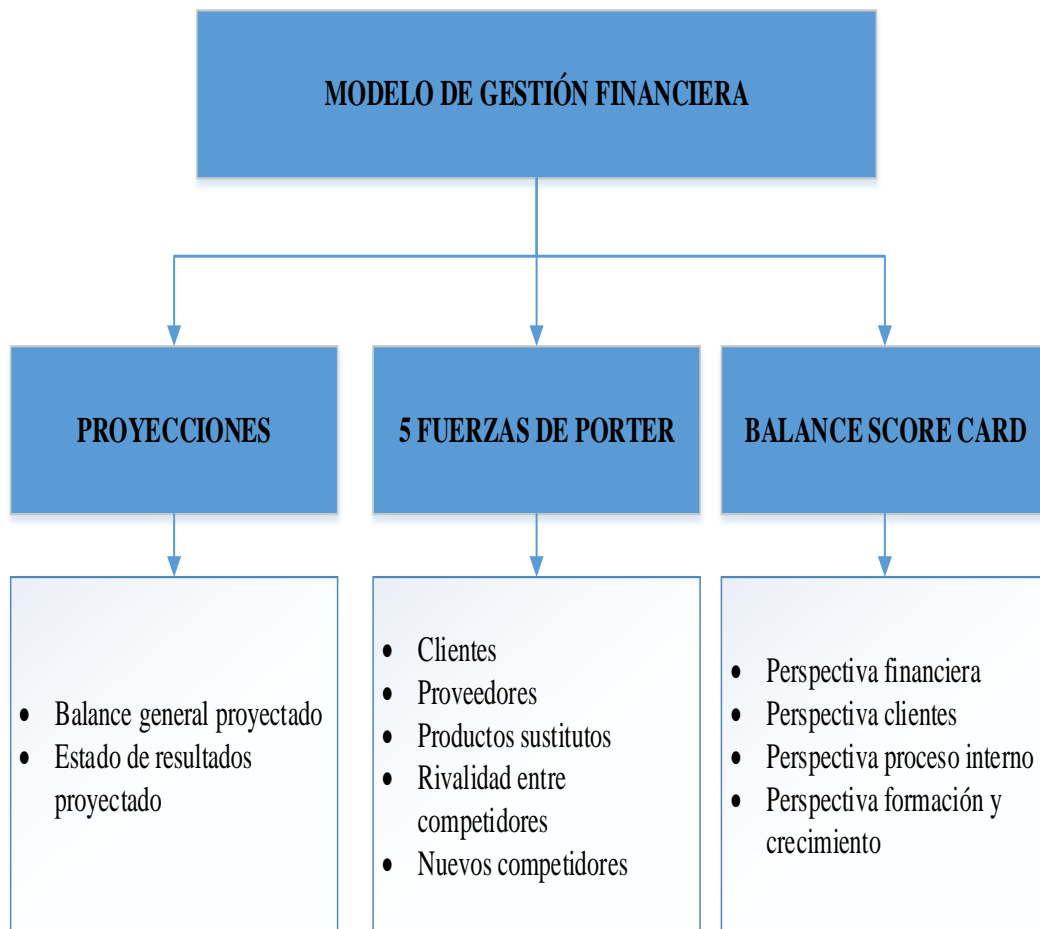 MODELO DE GESTIÓN FINANCIERA
PROYECCIONES
5 FUERZAS DE PORTER
BALANCE SCORE CARD
• Balance general proyectado
• Estado de resultados
proyectado
• Clientes
• Proveedores
• Productos sustitutos
• Rivalidad entre
competidores
• Nuevos competidores
• Perspectiva financiera
• Perspectiva clientes
• Perspectiva proceso interno
• Perspectiva formación y
crecimiento